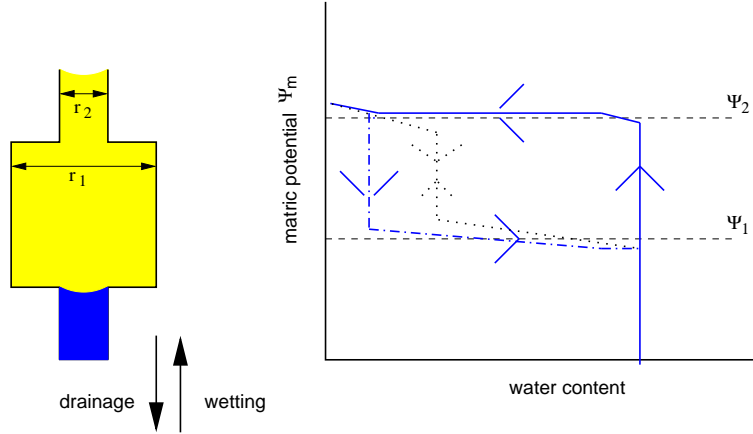 r2
r1
drainage
wetting
matric potential Ψm
Ψ2
Ψ1
water content